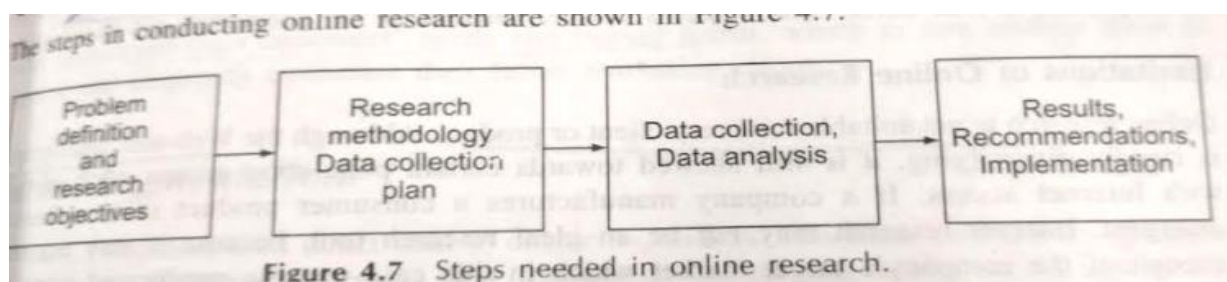 The steps in conducting online research are shown in Figure 4.7.
Problem
definition
and
research
objectives
Research
methodology
Data collection
plan
Data collection,
Data analysis
Results,
Recommendations,
Implementation
Figure 4.7 Steps needed in online research.